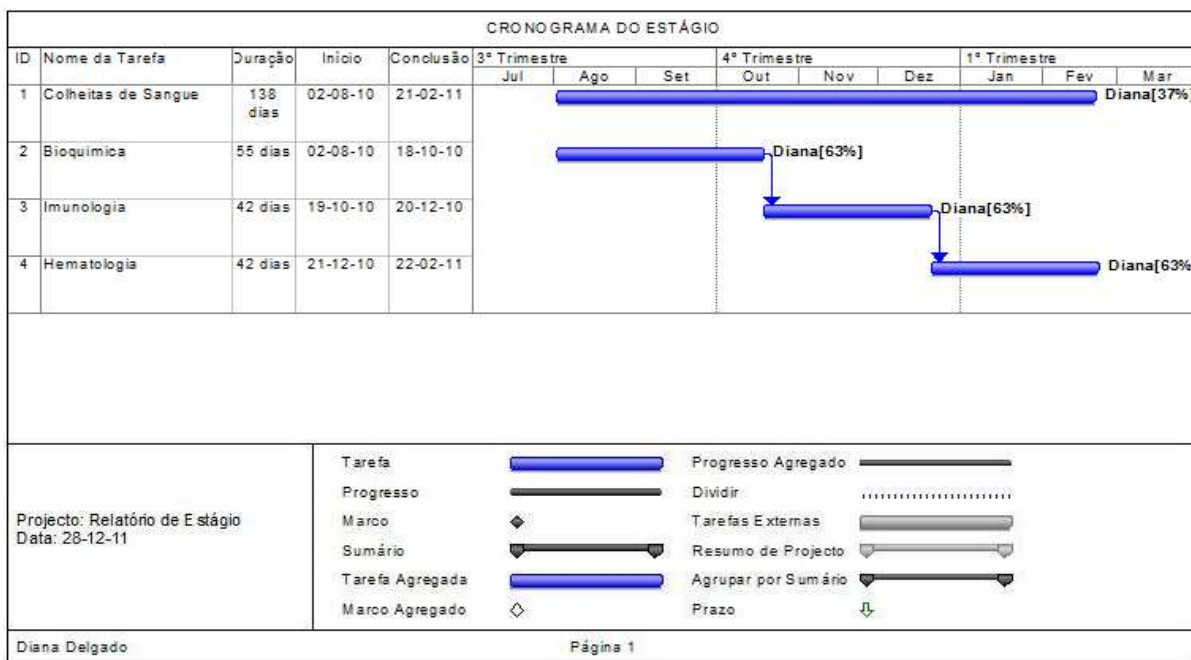 CRONOGRAMA DO ESTÁGIO
ID Nome da Tarefa Duração Início Conclusão 3º Trimestre 4º Trimestre 1º Trimestre
Jul Ago Set Out Nov Dez Jan Fev Mar
1 Colheitas de Sangue 138 02-08-10 21-02-11 Diana[37%]
dias
2 Bioquimica 55 dias 02-08-10 18-10-10 Diana[63%]
3 Imunologia 42 dias 19-10-10 20-12-10 Diana[63%]
4 Hematologia 42 dias 21-12-10 22-02-11 Diana[63%
Tarefa Progresso Agregado
Progresso Dividir
Projecto: Relatório de Estágio Marco Tarefas Externas
Data: 28-12-11
Sumário Resumo de Projecto
Tarefa Agregada Agrupar por Sumário
Marco Agregado Prazo
Diana Delgado Página 1